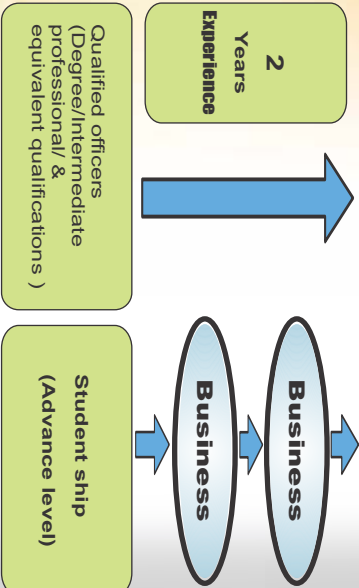 2
Years
Experience
Qualified officers
(Degree/Intermediate
professional/ &
equivalent qualifications )
Business
Business
Student ship
(Advance level)